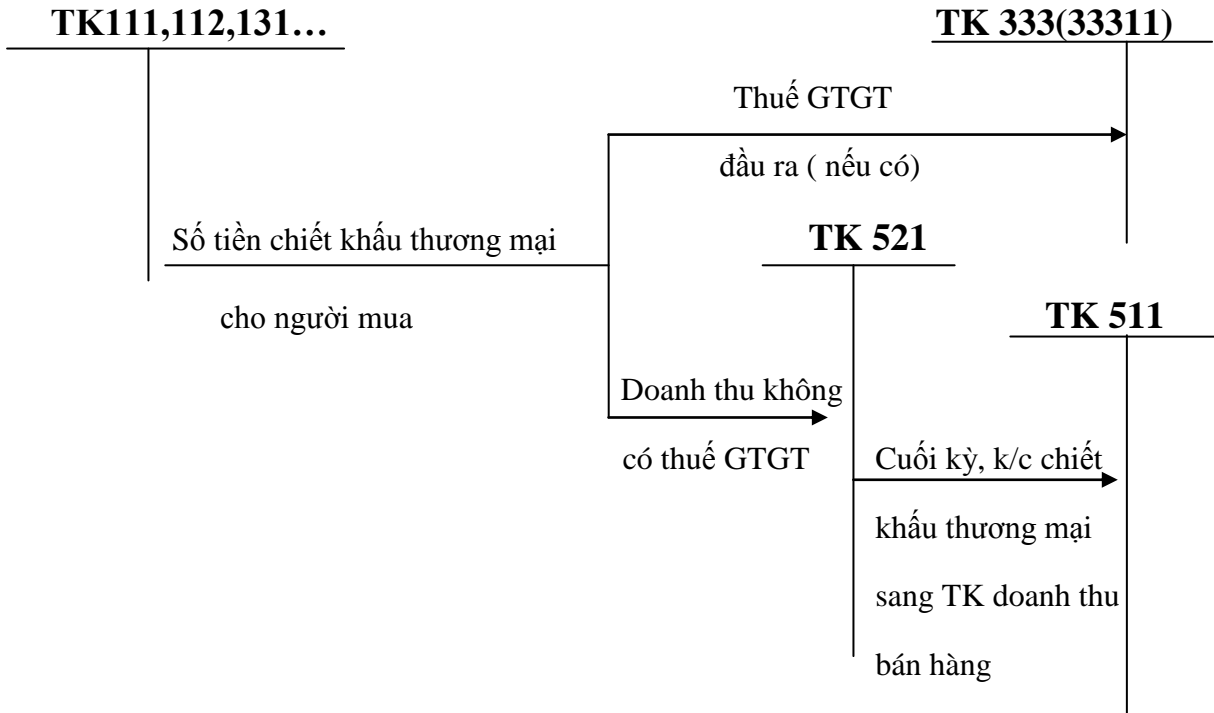 TK111,112,131…
TK 333(33311)
Thuế GTGT
đầu ra ( nếu có)
Số tiền chiết khấu thương mại
cho người mua
TK 521
TK 511
Doanh thu không
có thuế GTGT
Cuối kỳ, k/c chiết
khấu thương mại
sang TK doanh thu
bán hàng